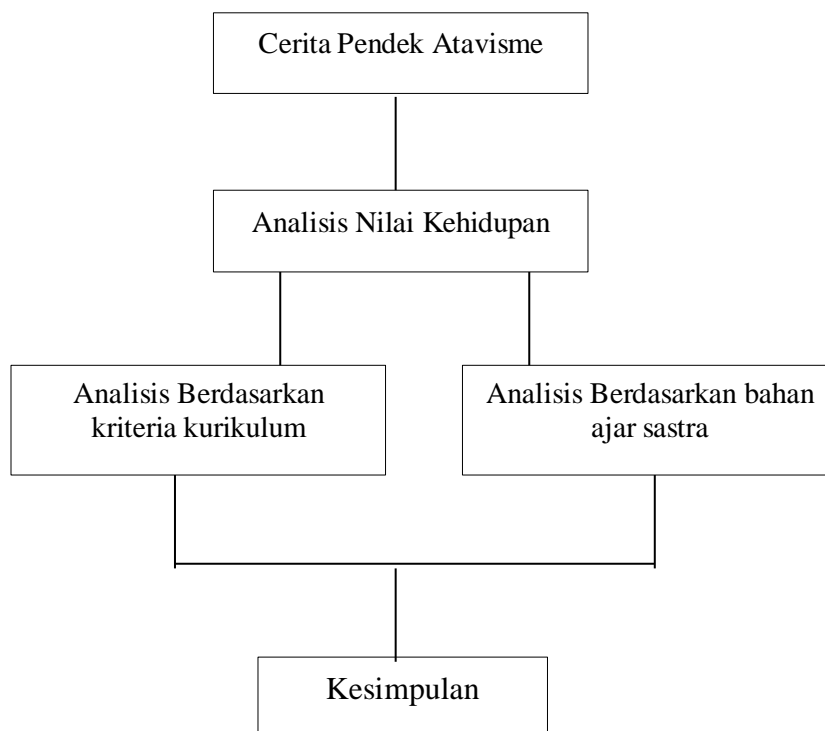 Cerita Pendek Atavisme
Analisis Nilai Kehidupan
Analisis Berdasarkan
kriteria kurikulum
Analisis Berdasarkan bahan
ajar sastra
Kesimpulan